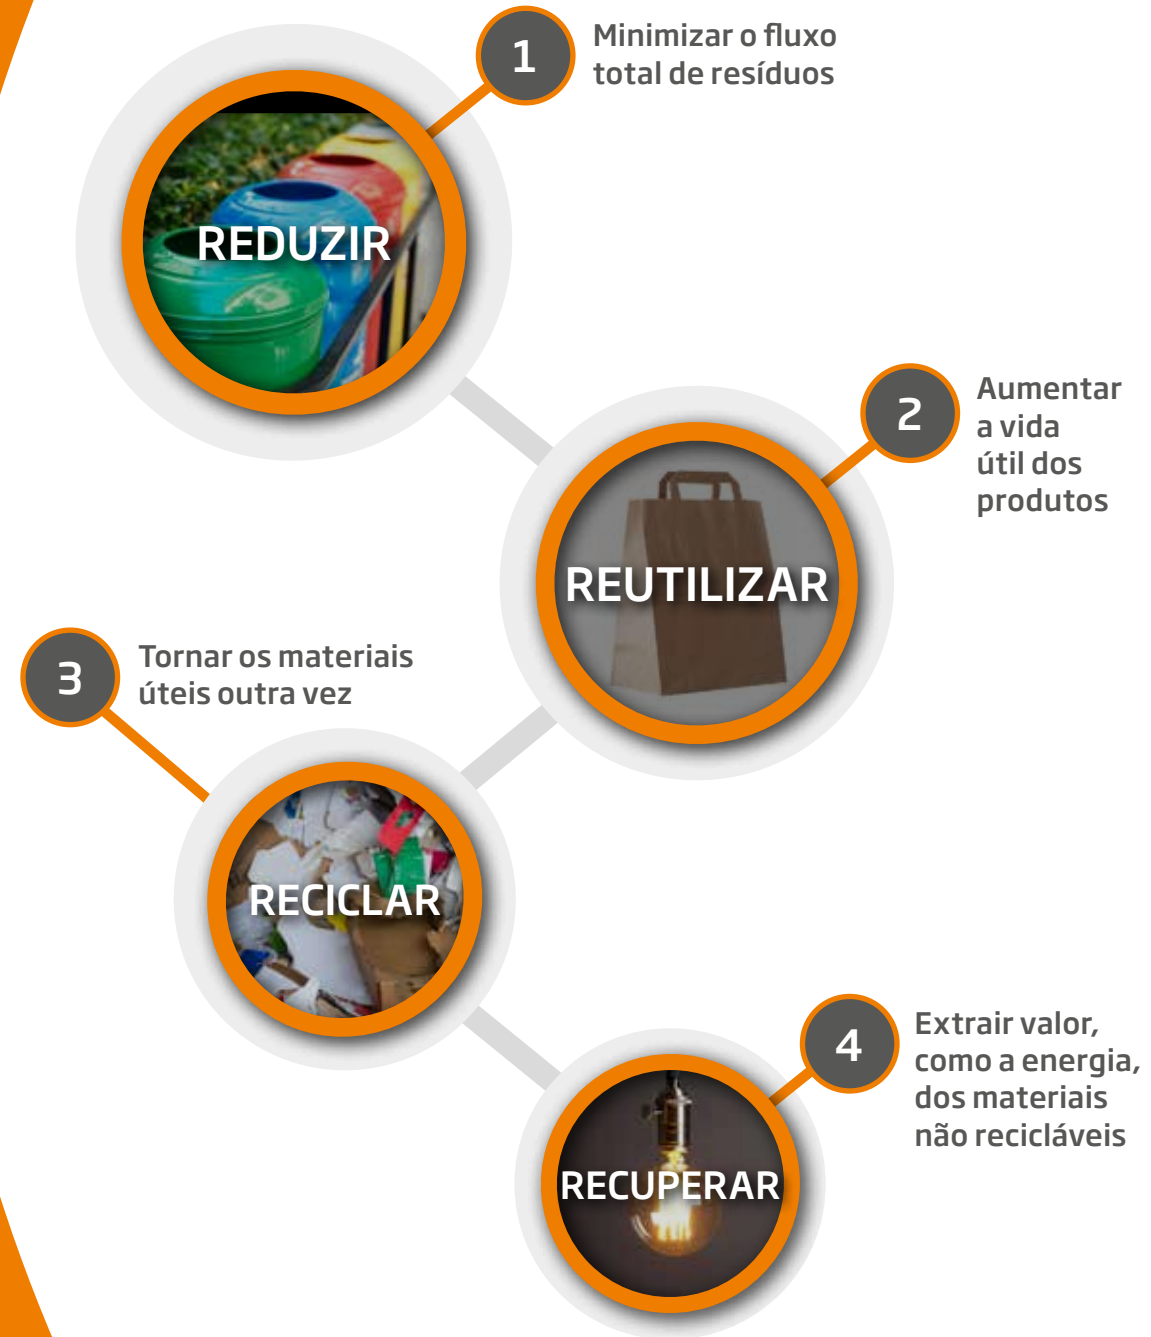 1
Minimizar o fluxo
total de resíduos
REDUZIR
2
Aumentar
a vida
útil dos
produtos
REUTILIZAR
3
Tornar os materiais
úteis outra vez
RECICLAR
4
Extrair valor,
como a energia,
dos materiais
não recicláveis
RECUPERAR